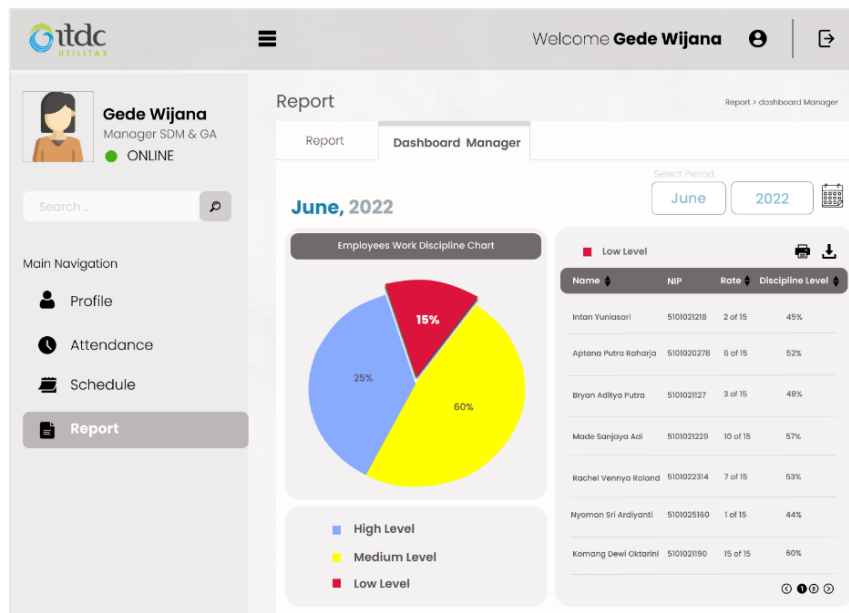 itdc
UTILITAS
Welcome Gede Wijana
Gede Wijana
Manager SDM & GA
ONLINE
Search ..
Main Navigation
Profile
Attendance
Schedule
Report
Report
Report > dashboard Manager
Report
Dashboard Manager
Select Period
June, 2022
June
2022
Employees Work Discipline Chart
15%
25%
60%
High Level
Medium Level
Low Level
Low Level
Name NIP Rate Discipline Level
Intan Yuniasari 5101021218 2 of 15 45%
Aptana Putra Raharja 5101020278 6 of 15 52%
Bryan Aditya Putra 5101021127 3 of 15 48%
Made Sanjaya Adi 5101021229 10 of 15 57%
Rachel Vennya Roland 5101022314 7 of 15 53%
Nyoman Sri Ardiyanti 5101025160 1 of 15 44%
Komang Dewi Oktarini 5101021190 15 of 15 60%
1 2